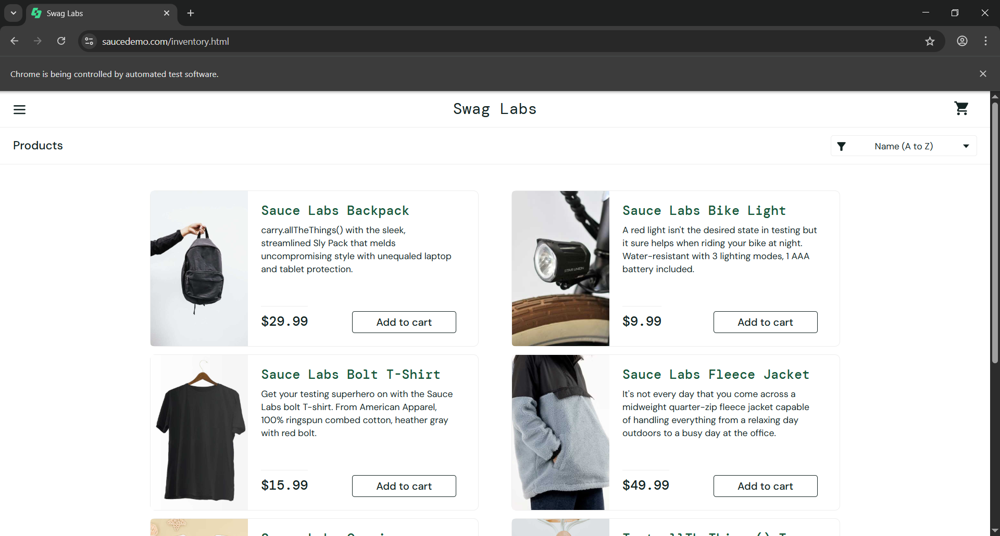 Swag Labs
saucedemo.com/inventory.html
Chrome is being controlled by automated test software.
Swag Labs
Products
Name (A to Z)
Sauce Labs Backpack
carry.allTheThings() with the sleek,
streamlined Sly Pack that melds
uncompromising style with unequaled laptop
and tablet protection.
$29.99
Add to cart
Sauce Labs Bike Light
A red light isn't the desired state in testing but
it sure helps when riding your bike at night.
Water-resistant with 3 lighting modes, 1 AAA
battery included.
STAR UNION
$9.99
Add to cart
Sauce Labs Bolt T-Shirt
Get your testing superhero on with the Sauce
Labs bolt T-shirt. From American Apparel,
100% ringspun combed cotton, heather gray
with red bolt.
$15.99
Add to cart
Sauce Labs Fleece Jacket
It's not every day that you come across a
midweight quarter-zip fleece jacket capable
of handling everything from a relaxing day
outdoors to a busy day at the office.
$49.99
Add to cart